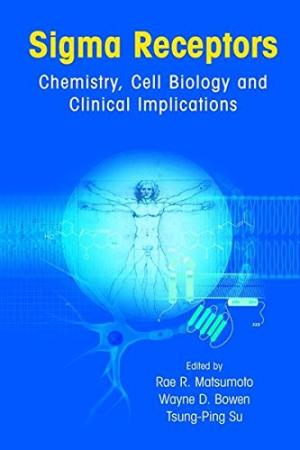 Sigma Receptors
Chemistry, Cell Biology and
Clinical Implications
Edited by
Rae R. Matsumoto
Wayne D. Bowen
Tsung-Ping Su